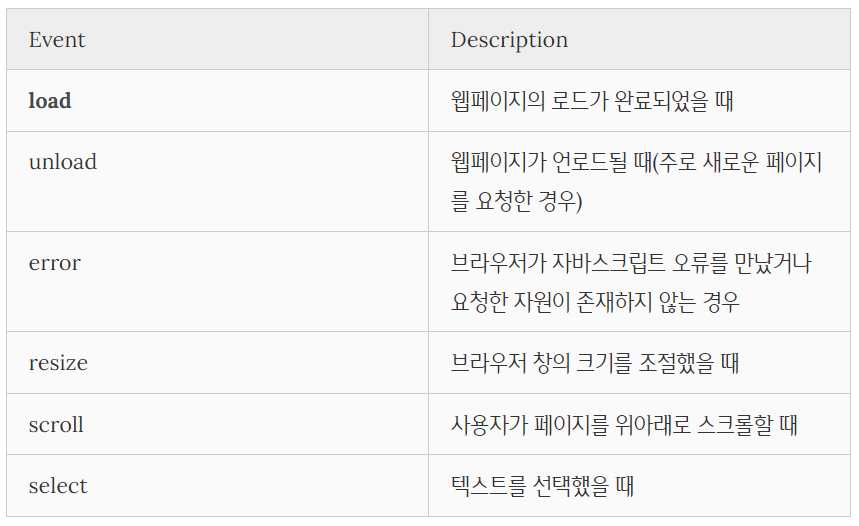 Event Description
load 웹페이지의 로드가 완료되었을 때
unload 웹페이지가 언로드될 때(주로 새로운 페이지
를 요청한 경우)
error 브라우저가 자바스크립트 오류를 만났거나
요청한 자원이 존재하지 않는 경우
resize 브라우저 창의 크기를 조절했을 때
scroll 사용자가 페이지를 위아래로 스크롤할 때
select 텍스트를 선택했을 때